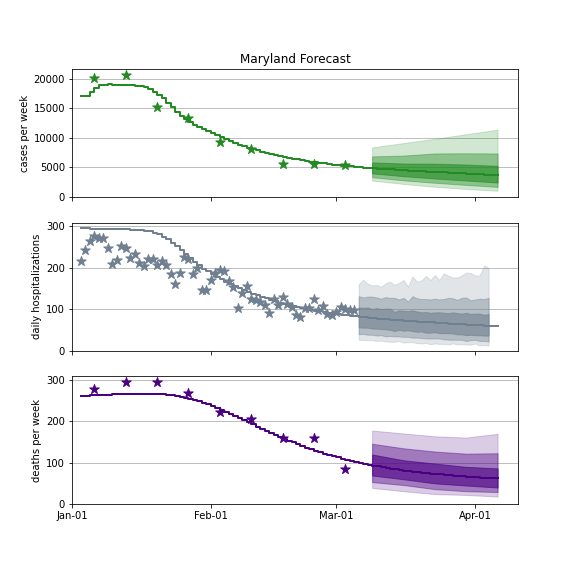 Maryland Forecast
cases per week
20000
15000
10000
5000
0
daily hospitalizations
300
200
100
0
deaths per week
300
200
100
0
Jan-01 Feb-01 Mar-01 Apr-01